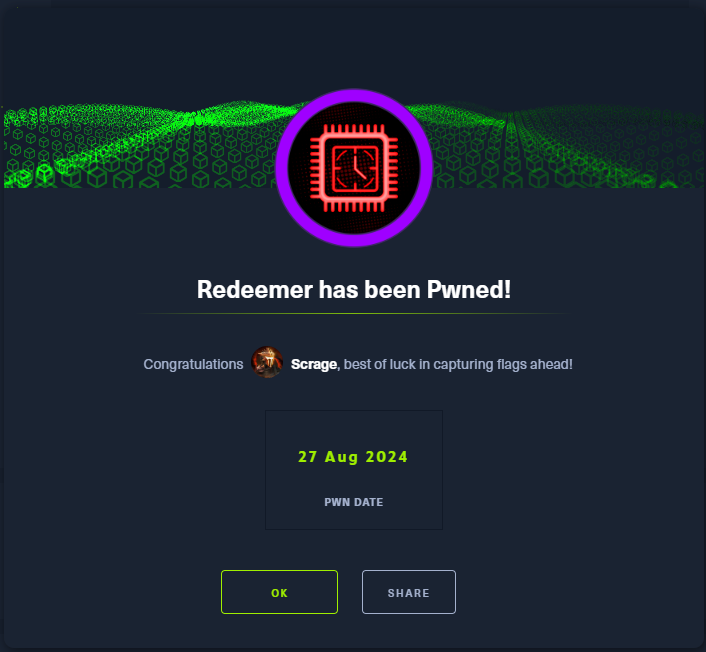 Redeemer has been Pwned!
Congratulations Scrage, best of luck in capturing flags ahead!
27 Aug 2024
PWN DATE
OK
SHARE